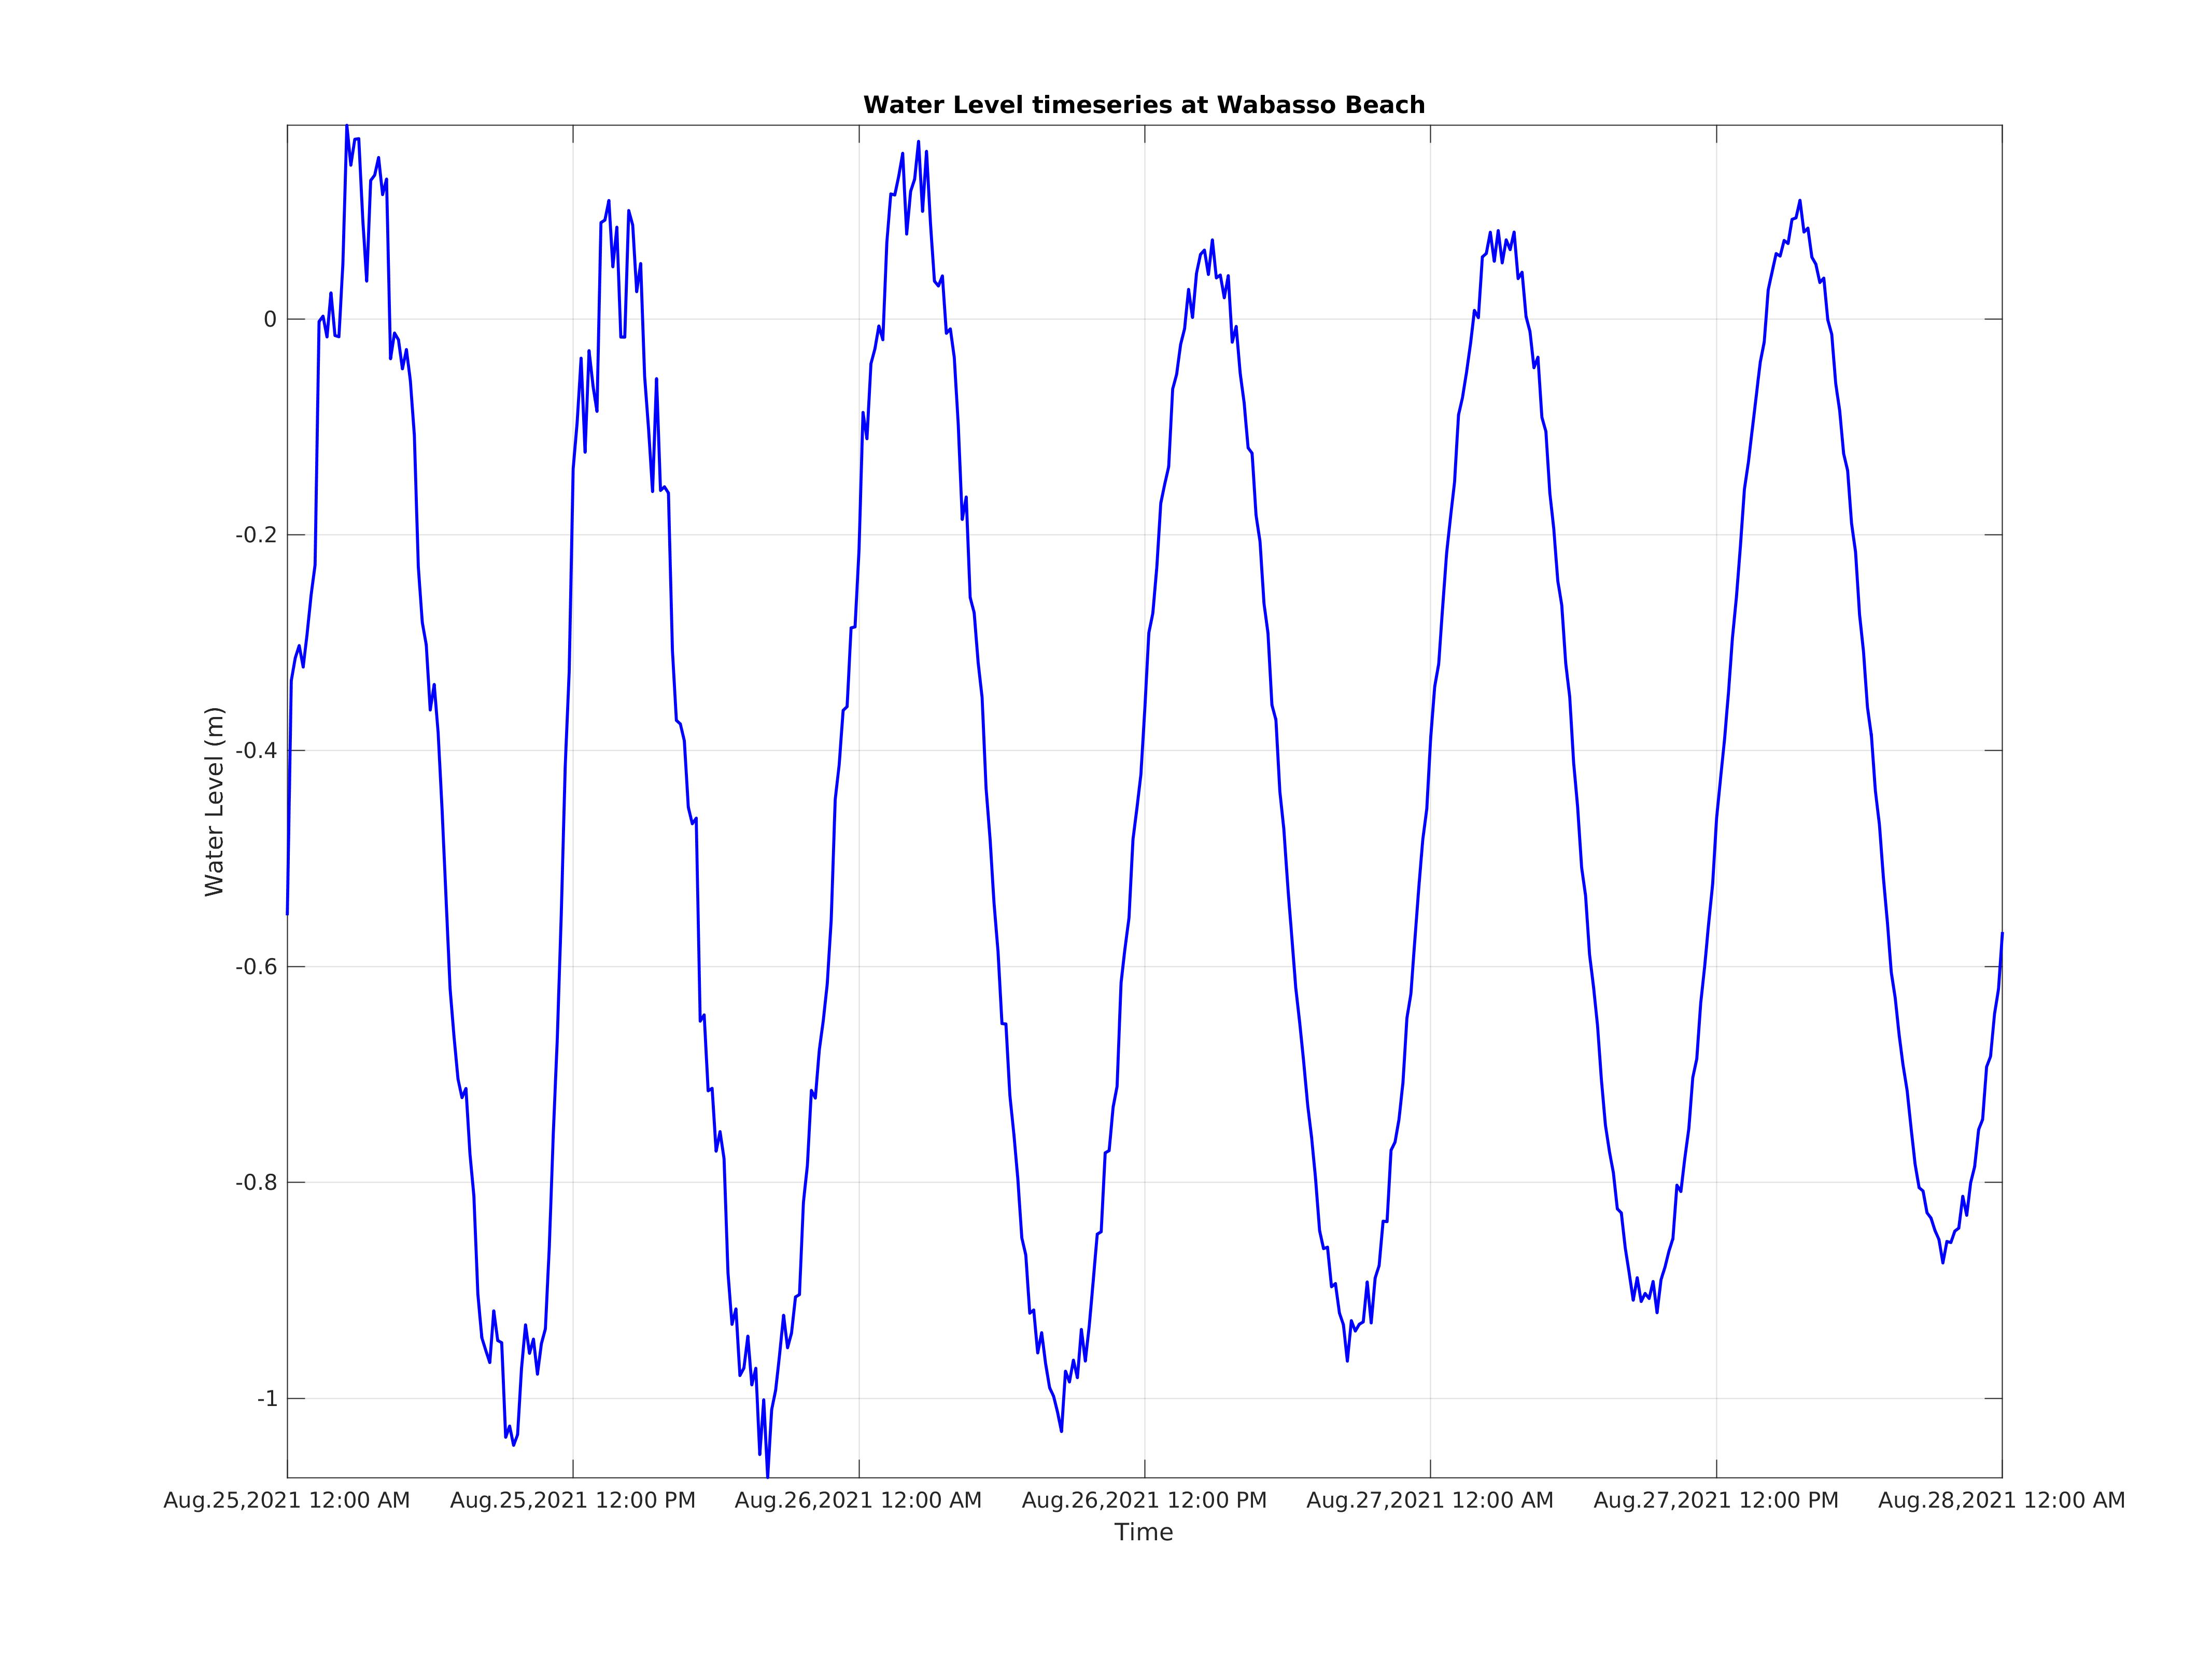 Water Level timeseries at Wabasso Beach
0
-0.2
-0.4
-0.6
-0.8
-1
Water Level (m)
Aug.25,2021 12:00 AM Aug.25,2021 12:00 PM Aug.26,2021 12:00 AM Aug.26,2021 12:00 PM Aug.27,2021 12:00 AM Aug.27,2021 12:00 PM Aug.28,2021 12:00 AM
Time